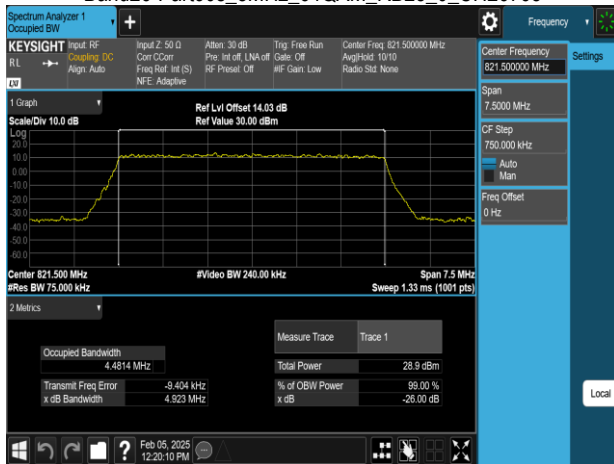 Spectrum Analyzer 1
Occupied BW
+
Frequency
KEYSIGHT
RL
Input: RF
Coupling: DC
Align: Auto
Input Z: 50 Ω
Corr CCorr
Freq Ref: Int (S)
NFE: Adaptive
Atten: 30 dB
Pre: Int off, LNA off
RF Preset: Off
Trig: Free Run
Gate: Off
#IF Gain: Low
Center Freq: 821.500000 MHz
Avg|Hold: 10/10
Radio Std: None
LXI
Center Frequency
821.500000 MHz
Settings
Span
7.5000 MHz
CF Step
750.000 kHz
Auto
Man
Freq Offset
0 Hz
Local
1 Graph
Scale/Div 10.0 dB
Ref Lvl Offset 14.03 dB
Ref Value 30.00 dBm
Log
20.0
10.0
0.00
-10.0
-20.0
-30.0
-40.0
-50.0
-60.0
Center 821.500 MHz
#Res BW 75.000 kHz
#Video BW 240.00 kHz
Span 7.5 MHz
Sweep 1.33 ms (1001 pts)
2 Metrics
Measure Trace Trace 1
Occupied Bandwidth
4.4814 MHz
Total Power 28.9 dBm
Transmit Freq Error -9.404 kHz
% of OBW Power 99.00 %
x dB Bandwidth 4.923 MHz
x dB -26.00 dB
?
Feb 05, 2025
12:20:10 PM